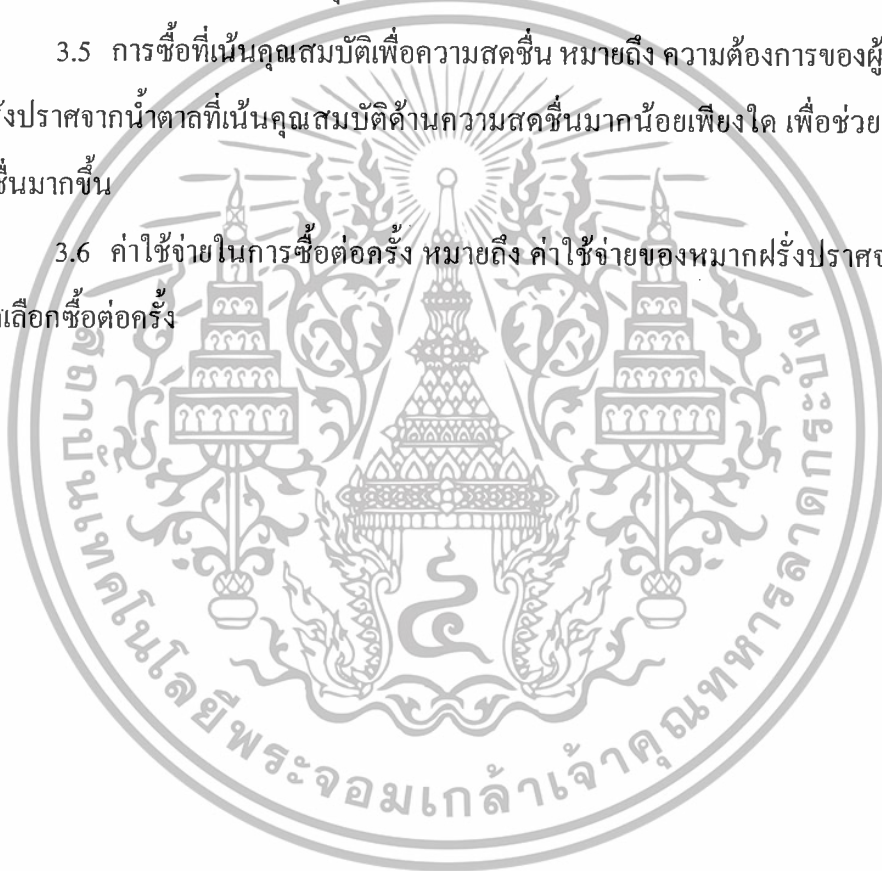 3.5 การซื้อที่เน้นคุณสมบัติเพื่อความสดชื่น หมายถึง ความต้องการของผู้
รั่งปราศจากน้ำตาลที่เน้นคุณสมบัติด้านความสดชื่นมากน้อยเพียงใด เพื่อช่วย
ชื่นมากขึ้น
3.6 ค่าใช้จ่ายในการซื้อต่อครั้ง หมายถึง ค่าใช้จ่ายของหมากฝรั่งปราศจ
เลือกซื้อต่อครั้ง
สถาบันเทคโนโลยีพระจอมเกล้าเจ้าคุณทหารลาดกระบัง